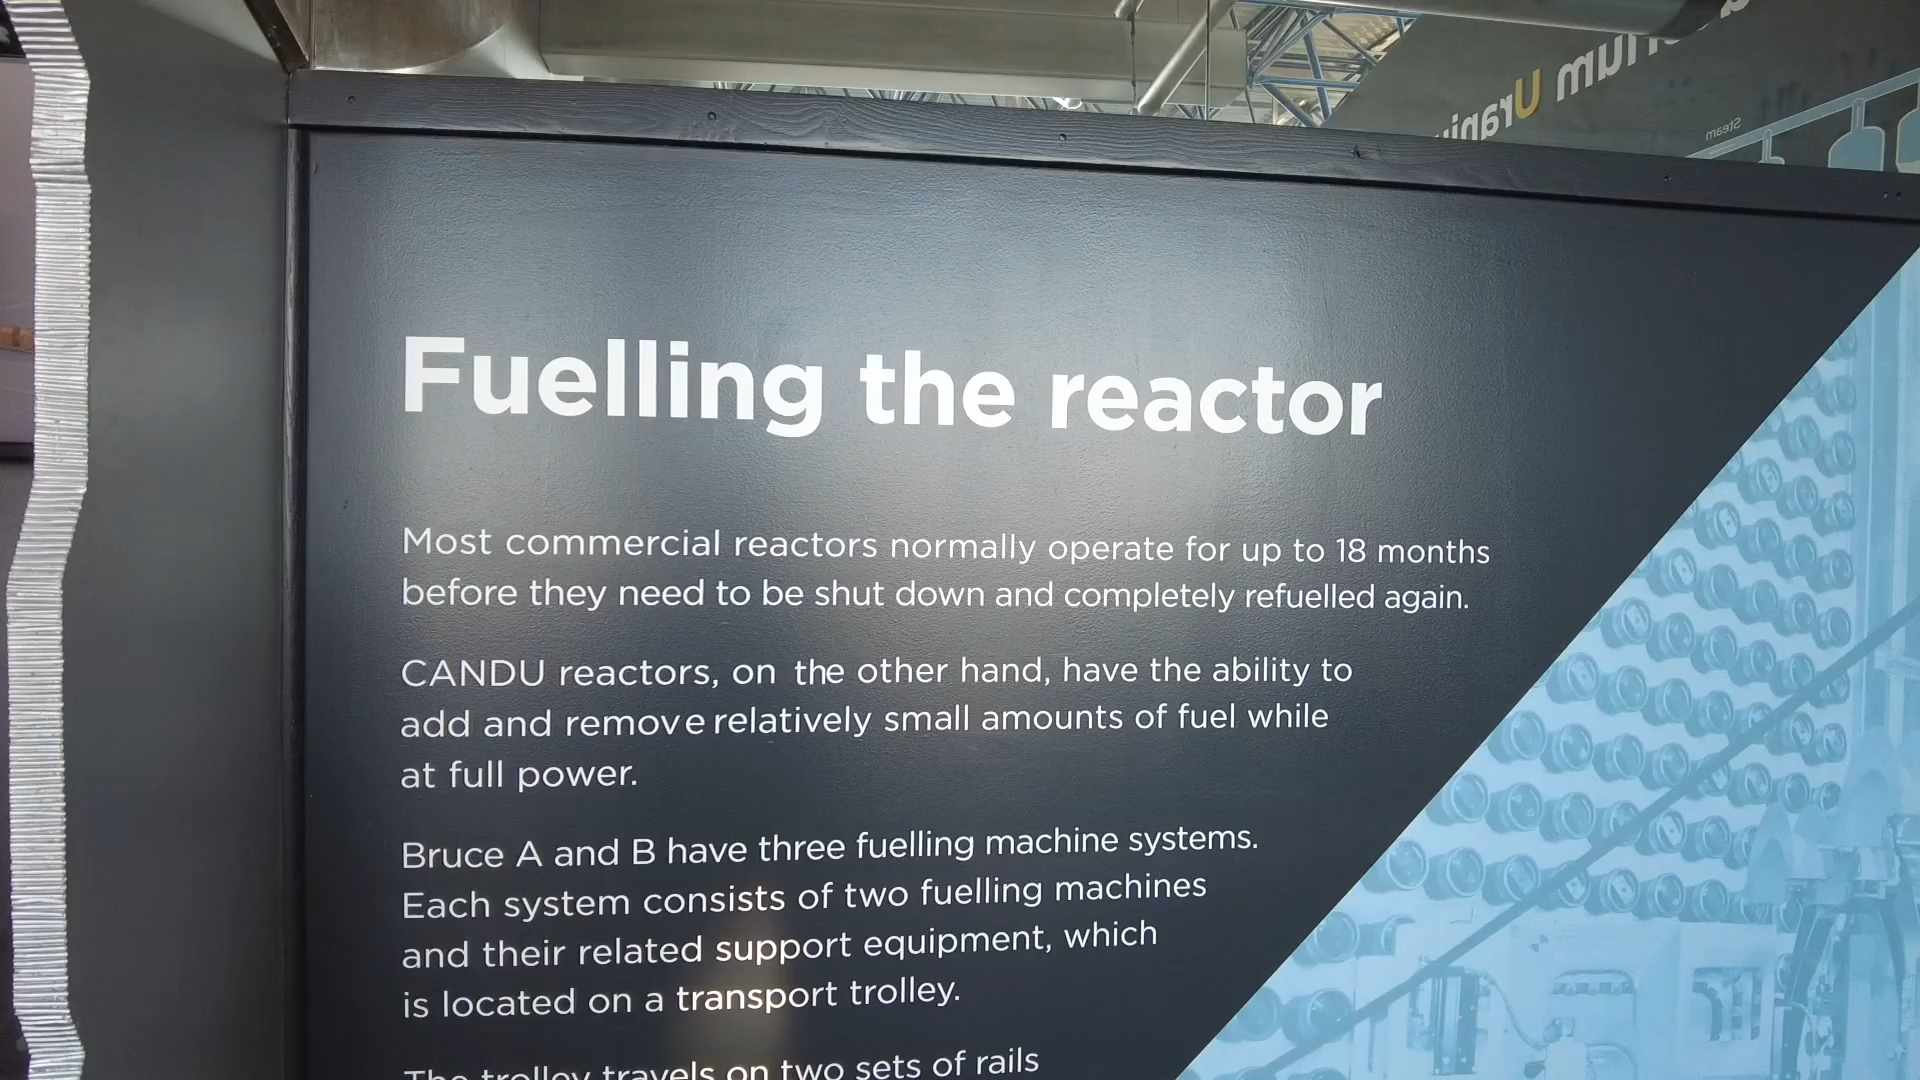 Uraniu
Steam
Fuelling the reactor
Most commercial reactors normally operate for up to 18 months
before they need to be shut down and completely refuelled again.
CANDU reactors, on the other hand, have the ability to
add and remove relatively small amounts of fuel while
at full power.
Bruce A and B have three fuelling machine systems.
Each system consists of two fuelling machines
and their related support equipment, which
is located on a transport trolley.
The trolley travels on two sets of rails